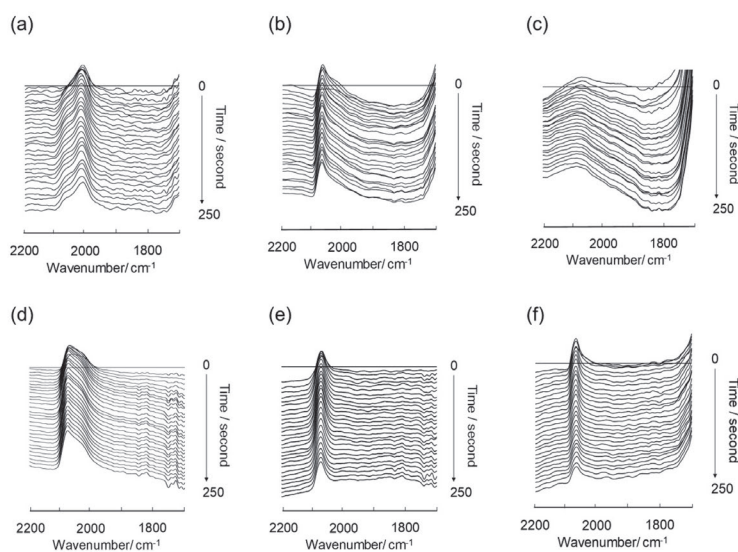 (a)
0
Time / second
250
2200 2000 1800
Wavenumber/ cm-1
(b)
0
Time / second
250
2200 2000 1800
Wavenumber/ cm-1
(c)
0
Time / second
250
2200 2000 1800
Wavenumber/ cm-1
(d)
0
Time / second
250
2200 2000 1800
Wavenumber/ cm-1
(e)
0
Time / second
250
2200 2000 1800
Wavenumber/ cm-1
(f)
0
Time / second
250
2200 2000 1800
Wavenumber/ cm-1